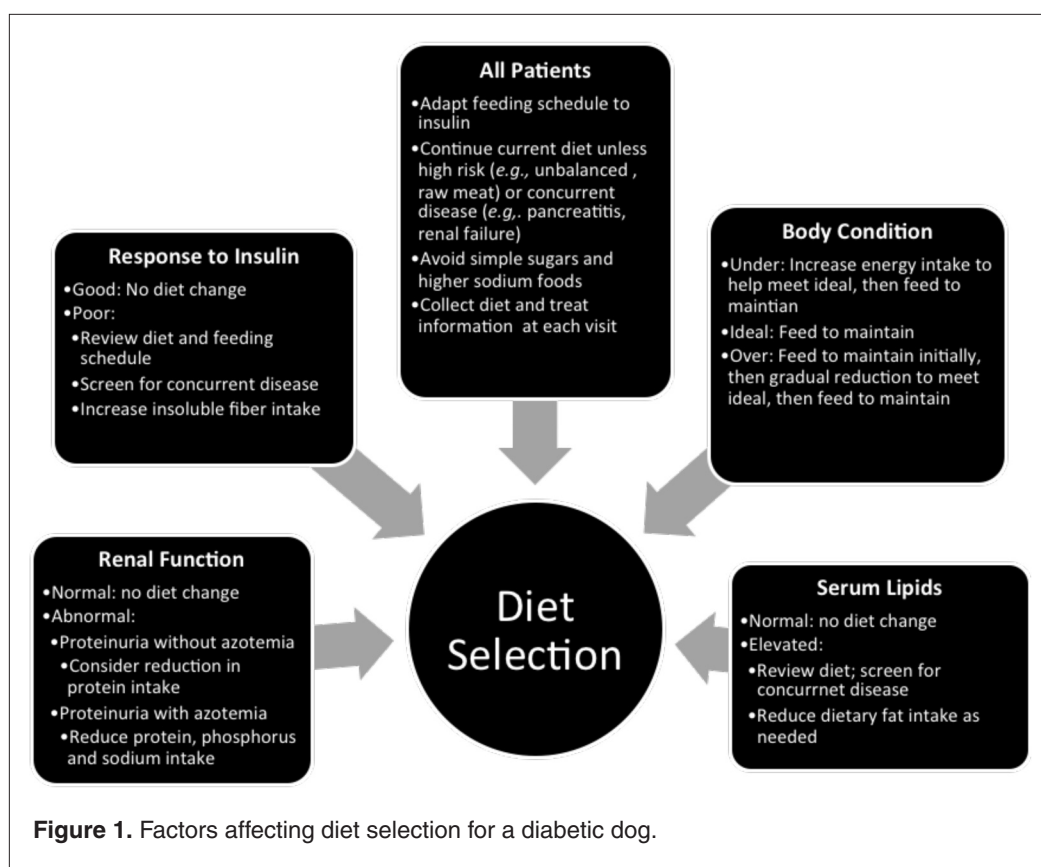 All Patients
•Adapt feeding schedule to
insulin
•Continue current diet unless
high risk (e.g., unbalanced ,
raw meat) or concurrent
disease (e.g,. pancreatitis,
renal failure)
•Avoid simple sugars and
higher sodium foods
•Collect diet and treat
information at each visit
Response to Insulin
•Good: No diet change
•Poor:
•Review diet and feeding
schedule
•Screen for concurrent disease
•Increase insoluble fiber intake
Body Condition
•Under: Increase energy intake to
help meet ideal, then feed to
maintian
•Ideal: Feed to maintain
•Over: Feed to maintain initially,
then gradual reduction to meet
ideal, then feed to maintain
Renal Function
•Normal: no diet change
•Abnormal:
•Proteinuria without azotemia
•Consider reduction in
protein intake
•Proteinuria with azotemia
•Reduce protein, phosphorus
and sodium intake
Diet
Selection
Serum Lipids
•Normal: no diet change
•Elevated:
•Review diet; screen for
concurrnet disease
•Reduce dietary fat intake as
needed
Figure 1. Factors affecting diet selection for a diabetic dog.